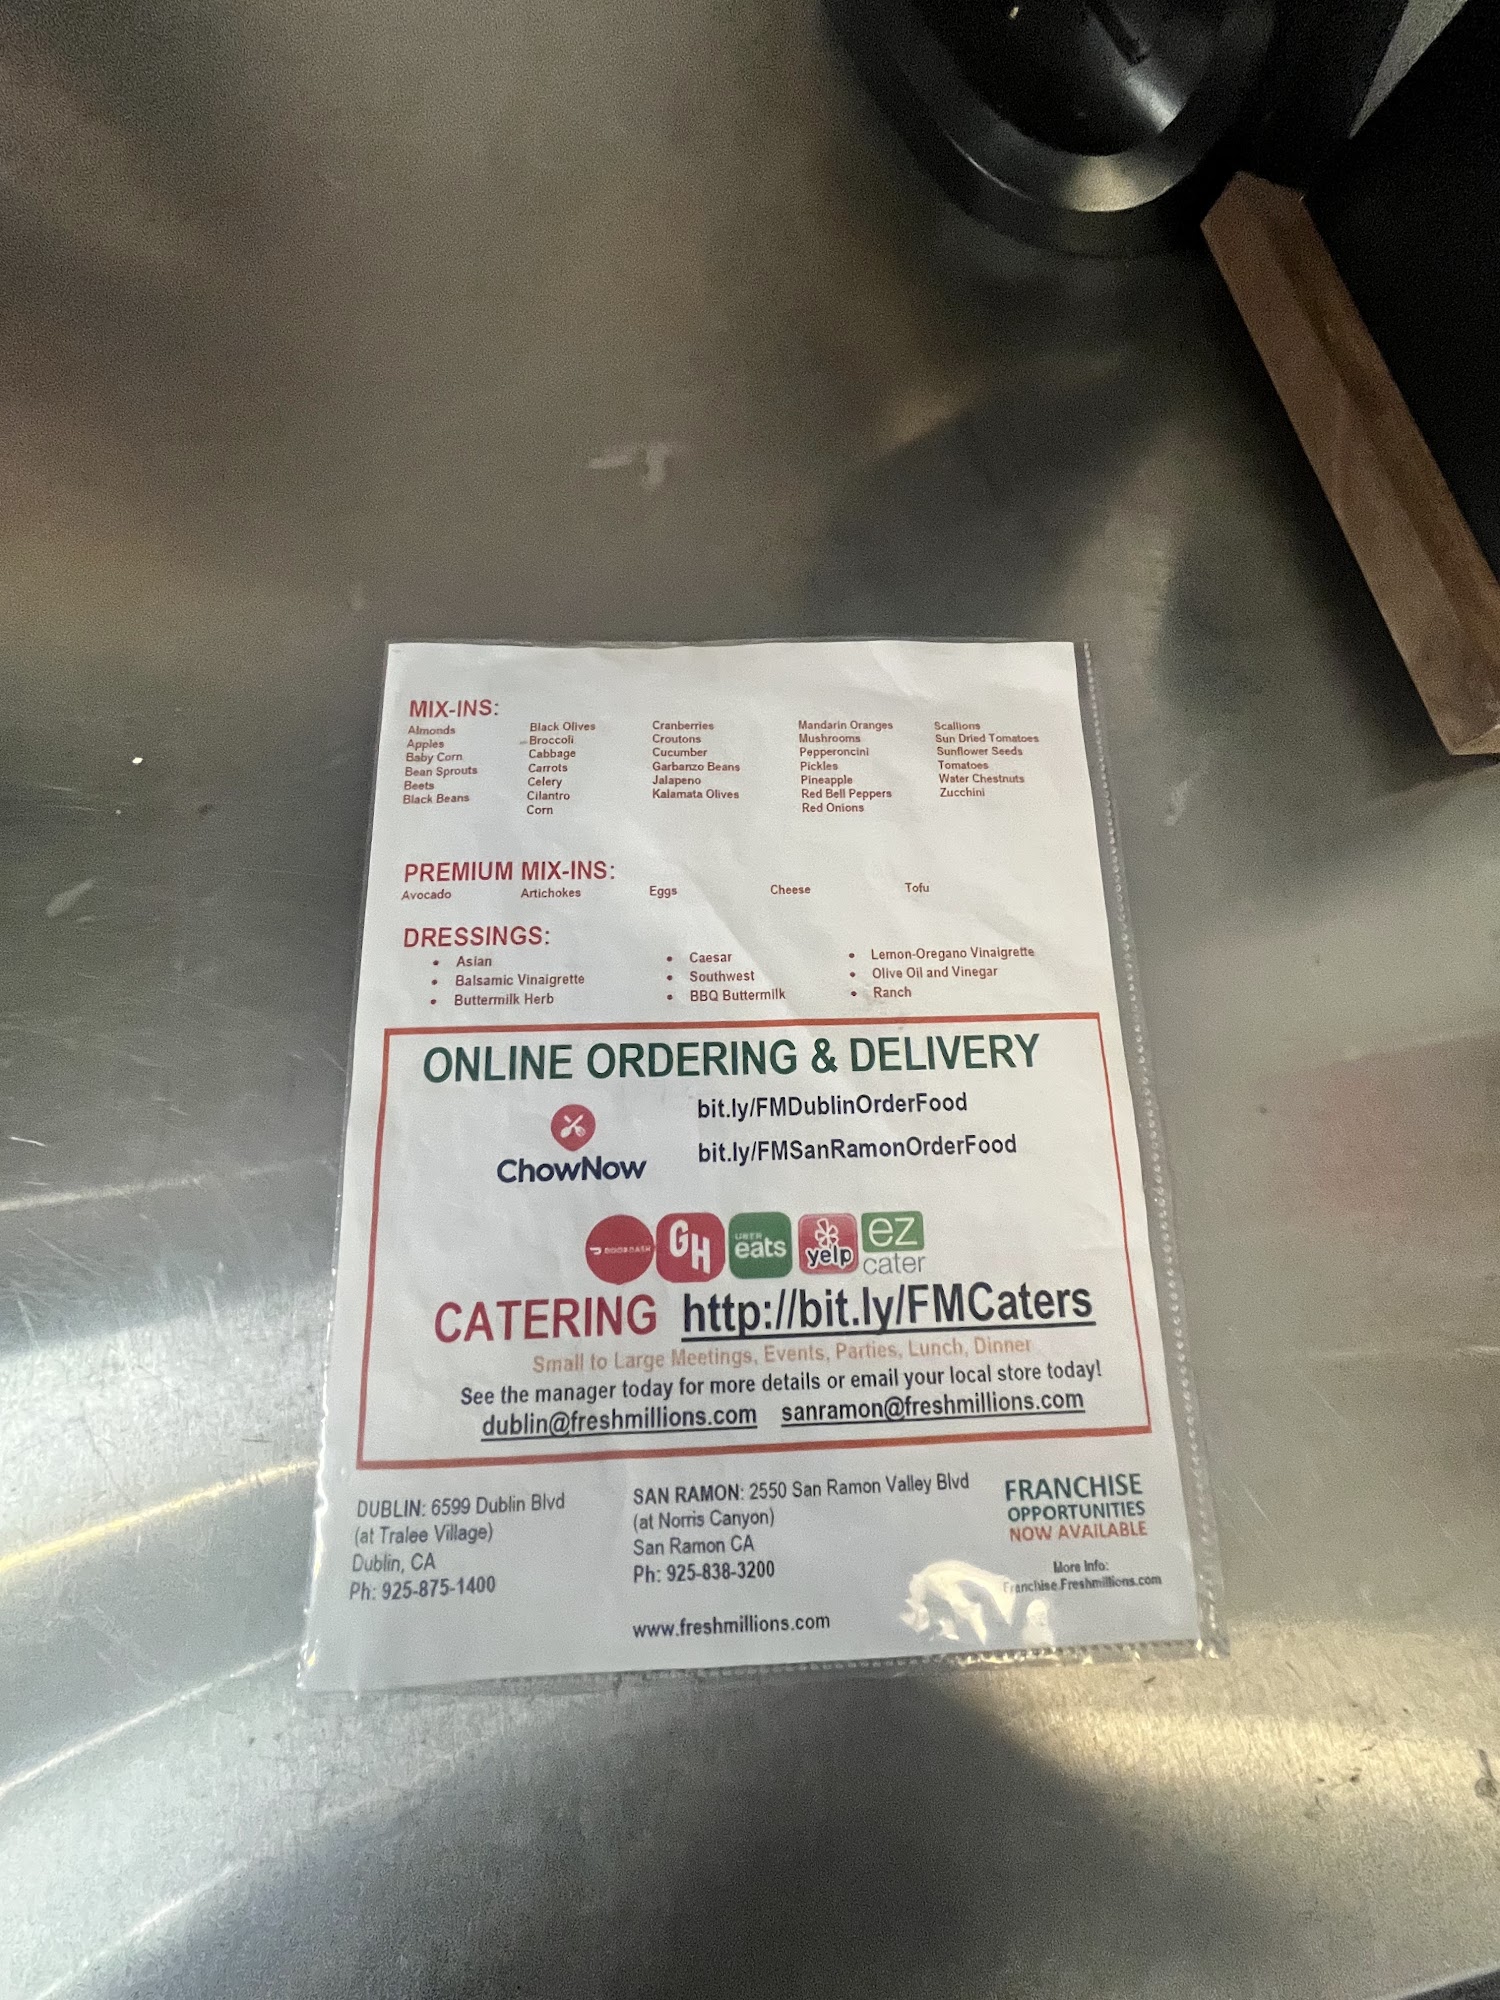 MIX-INS:
Almonds
Apples
Baby Corn
Bean Sprouts
Beets
Black Beans
Black Olives
Broccoli
Cabbage
Carrots
Celery
Cilantro
Corn
Cranberries
Croutons
Cucumber
Garbanzo Beans
Jalapeno
Kalamata Olives
Mandarin Oranges
Mushrooms
Pepperoncini
Pickles
Pineapple
Red Bell Peppers
Red Onions
Scallions
Sun Dried Tomatoes
Sunflower Seeds
Tomatoes
Water Chestnuts
Zucchini
PREMIUM MIX-INS:
Avocado Artichokes Eggs Cheese Tofu
DRESSINGS:
• Asian
• Balsamic Vinaigrette
• Buttermilk Herb
• Caesar
• Southwest
• BBQ Buttermilk
• Lemon-Oregano Vinaigrette
• Olive Oil and Vinegar
• Ranch
ONLINE ORDERING & DELIVERY
ChowNow
bit.ly/FMDublinOrderFood
bit.ly/FMSanRamonOrderFood
DOORDASH
GH
UBER
eats
yelp
ez
cater
CATERING http://bit.ly/FMCaters
Small to Large Meetings, Events, Parties, Lunch, Dinner
See the manager today for more details or email your local store today!
dublin@freshmillions.com sanramon@freshmillions.com
DUBLIN: 6599 Dublin Blvd
(at Tralee Village)
Dublin, CA
Ph: 925-875-1400
SAN RAMON: 2550 San Ramon Valley Blvd
(at Norris Canyon)
San Ramon CA
Ph: 925-838-3200
www.freshmillions.com
FRANCHISE
OPPORTUNITIES
NOW AVAILABLE
More Info:
Franchise.Freshmillions.com